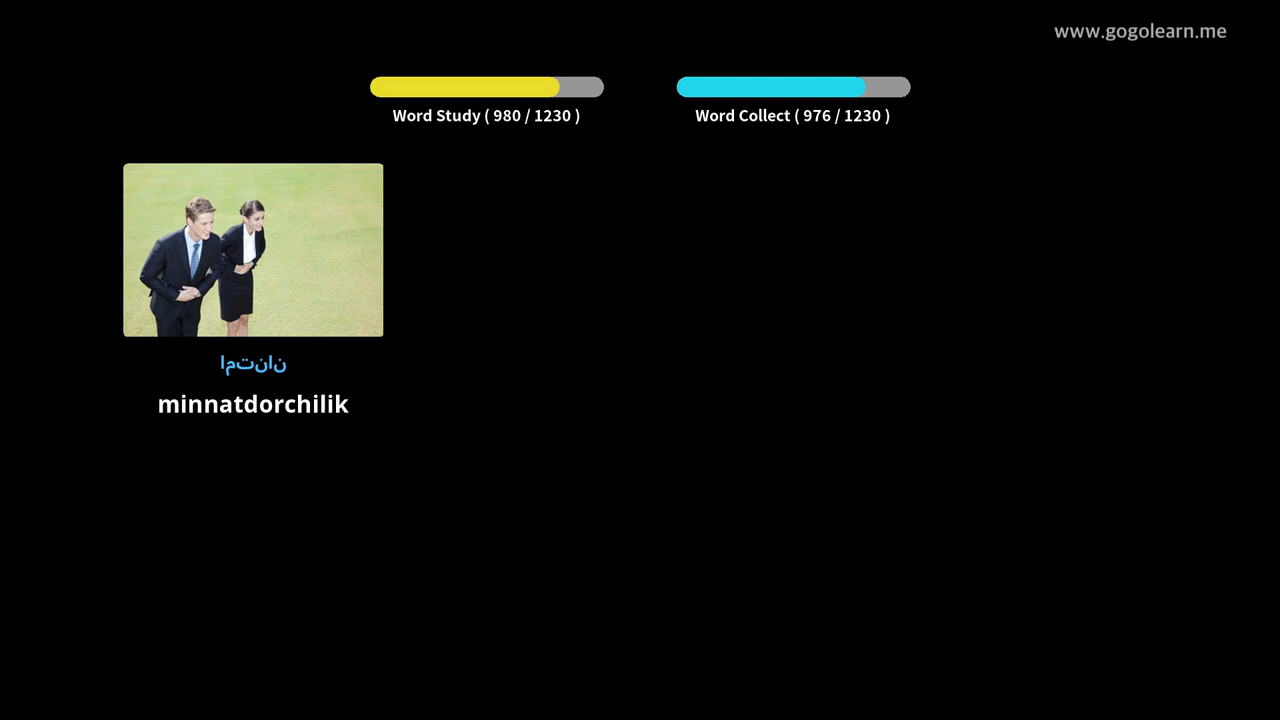 www.gogolearn.me
Word Study ( 980 / 1230 )
Word Collect ( 976 / 1230 )
امتنان
minnatdorchilik